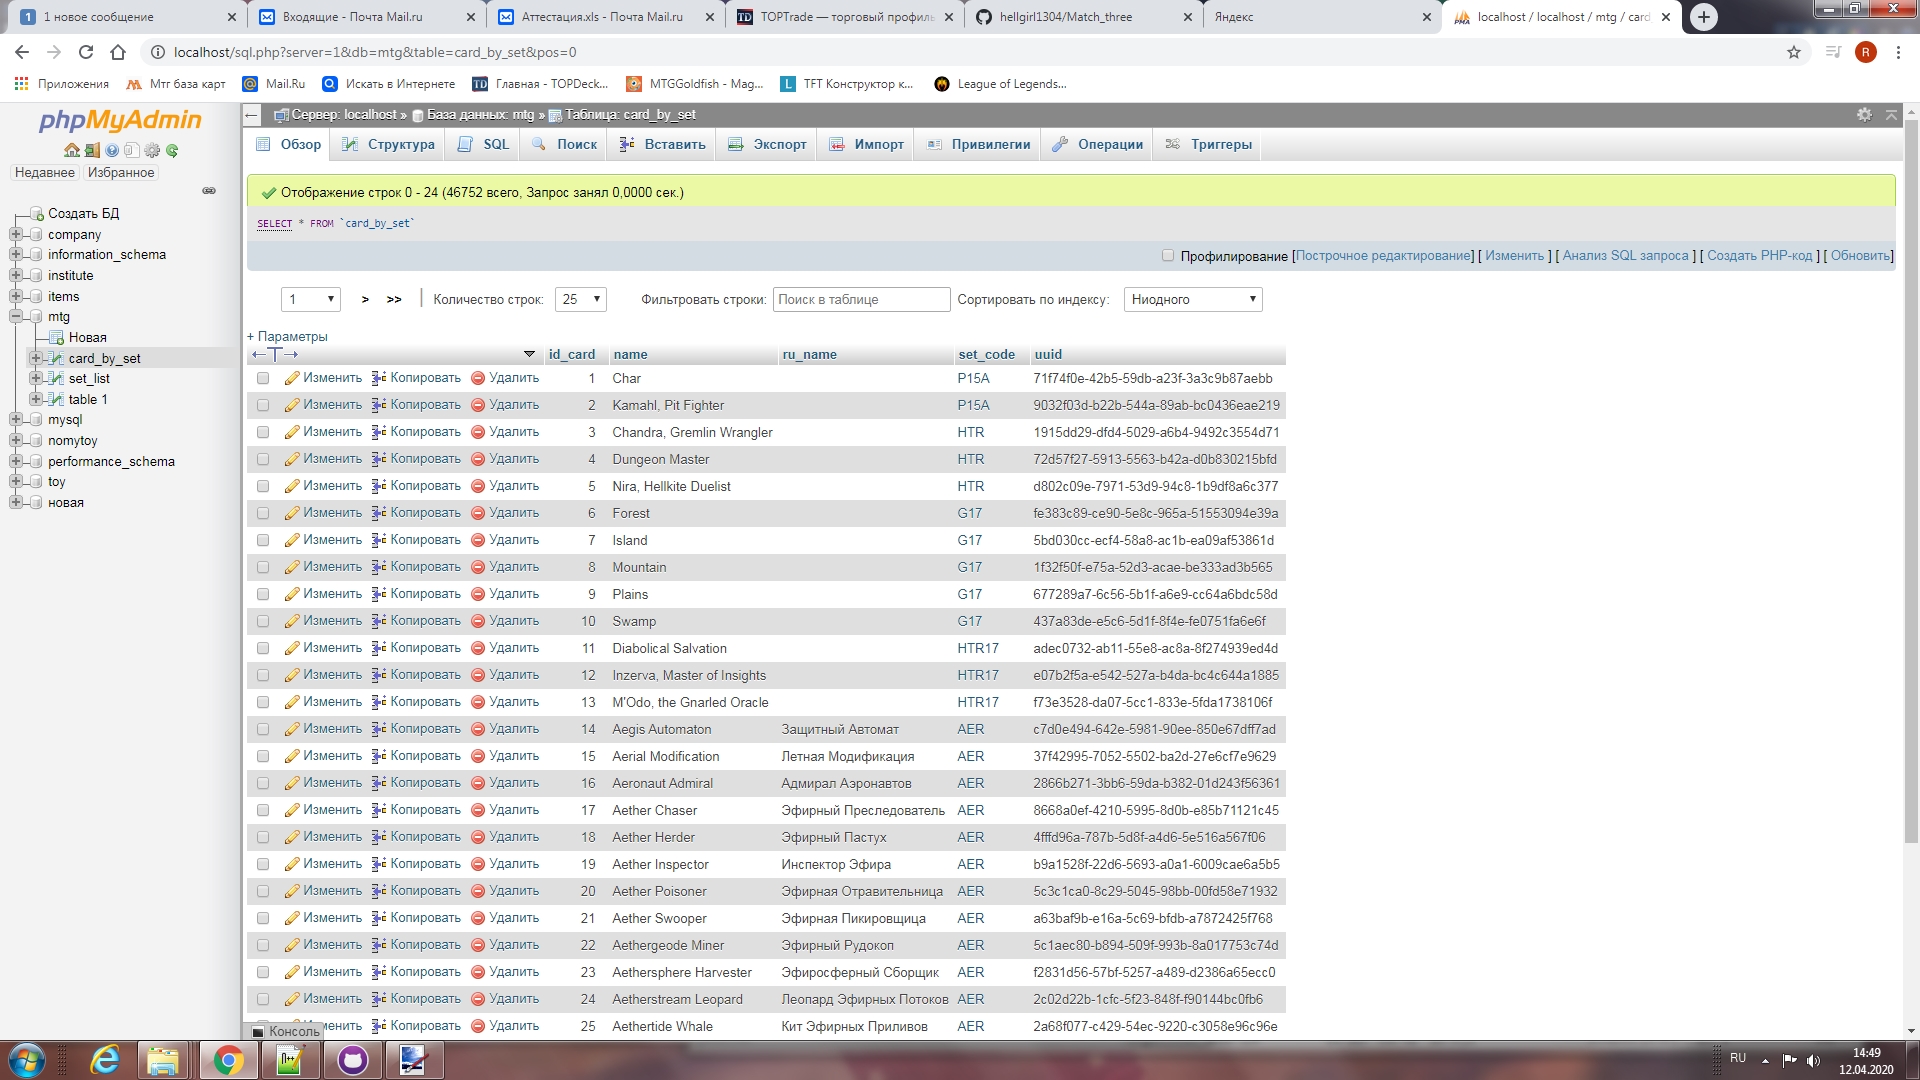 1 новое сообщение
Входящие - Почта Mail.ru
Аттестация.xls - Почта Mail.ru
TOPTrade — торговый профиль
hellgirl1304/Match_three
Яндекс
localhost / localhost / mtg / card
localhost/sql.php?server=1&db=mtg&table=card_by_set&pos=0
R
Приложения Мтг база карт Mail.Ru Искать в Интернете Главная - TOPDeck... MTGGoldfish - Mag... TFT Конструктор к... League of Legends...
phpMyAdmin
Недавнее Избранное
Создать БД
company
information_schema
institute
items
mtg
Новая
card_by_set
set_list
table 1
mysql
nomytoy
performance_schema
toy
новая
Сервер: localhost » База данных: mtg » Таблица: card_by_set
Обзор Структура SQL Поиск Вставить Экспорт Импорт Привилегии Операции Триггеры
Отображение строк 0 - 24 (46752 всего, Запрос занял 0,0000 сек.)
SELECT * FROM `card_by_set`
Профилирование [Построчное редактирование] [ Изменить ] [ Анализ SQL запроса ] [ Создать PHP-код ] [ Обновить]
1 > >> | Количество строк: 25 Фильтровать строки: Поиск в таблице Сортировать по индексу: Ниодного
+ Параметры
←T→ id_card name ru_name set_code uuid
Изменить Копировать Удалить 1 Char P15A 71f74f0e-42b5-59db-a23f-3a3c9b87aebb
Изменить Копировать Удалить 2 Kamahl, Pit Fighter P15A 9032f03d-b22b-544a-89ab-bc0436eae219
Изменить Копировать Удалить 3 Chandra, Gremlin Wrangler HTR 1915dd29-dfd4-5029-a6b4-9492c3554d71
Изменить Копировать Удалить 4 Dungeon Master HTR 72d57f27-5913-5563-b42a-d0b830215bfd
Изменить Копировать Удалить 5 Nira, Hellkite Duelist HTR d802c09e-7971-53d9-94c8-1b9df8a6c377
Изменить Копировать Удалить 6 Forest G17 fe383c89-ce90-5e8c-965a-51553094e39a
Изменить Копировать Удалить 7 Island G17 5bd030cc-ecf4-58a8-ac1b-ea09af53861d
Изменить Копировать Удалить 8 Mountain G17 1f32f50f-e75a-52d3-acae-be333ad3b565
Изменить Копировать Удалить 9 Plains G17 677289a7-6c56-5b1f-a6e9-cc64a6bdc58d
Изменить Копировать Удалить 10 Swamp G17 437a83de-e5c6-5d1f-8f4e-fe0751fa6e6f
Изменить Копировать Удалить 11 Diabolical Salvation HTR17 adec0732-ab11-55e8-ac8a-8f274939ed4d
Изменить Копировать Удалить 12 Inzerva, Master of Insights HTR17 e07b2f5a-e542-527a-b4da-bc4c644a1885
Изменить Копировать Удалить 13 M'Odo, the Gnarled Oracle HTR17 f73e3528-da07-5cc1-833e-5fda1738106f
Изменить Копировать Удалить 14 Aegis Automaton Защитный Автомат AER c7d0e494-642e-5981-90ee-850e67dff7ad
Изменить Копировать Удалить 15 Aerial Modification Летная Модификация AER 37f42995-7052-5502-ba2d-27e6cf7e9629
Изменить Копировать Удалить 16 Aeronaut Admiral Адмирал Аэронавтов AER 2866b271-3bb6-59da-b382-01d243f56361
Изменить Копировать Удалить 17 Aether Chaser Эфирный Преследователь AER 8668a0ef-4210-5995-8d0b-e85b71121c45
Изменить Копировать Удалить 18 Aether Herder Эфирный Пастух AER 4fffd96a-787b-5d8f-a4d6-5e516a567f06
Изменить Копировать Удалить 19 Aether Inspector Инспектор Эфира AER b9a1528f-22d6-5693-a0a1-6009cae6a5b5
Изменить Копировать Удалить 20 Aether Poisoner Эфирная Отравительница AER 5c3c1ca0-8c29-5045-98bb-00fd58e71932
Изменить Копировать Удалить 21 Aether Swooper Эфирная Пикировщица AER a63baf9b-e16a-5c69-bfdb-a7872425f768
Изменить Копировать Удалить 22 Aethergeode Miner Эфирный Рудокоп AER 5c1aec80-b894-509f-993b-8a017753c74d
Изменить Копировать Удалить 23 Aethersphere Harvester Эфиросферный Сборщик AER f2831d56-57bf-5257-a489-d2386a65ecc0
Изменить Копировать Удалить 24 Aetherstream Leopard Леопард Эфирных Потоков AER 2c02d22b-1cfc-5f23-848f-f90144bc0fb6
Изменить Копировать Удалить 25 Aethertide Whale Кит Эфирных Приливов AER 2a68f077-c429-54ec-9220-c3058e96c96e
Консоль
RU 14:49
12.04.2020